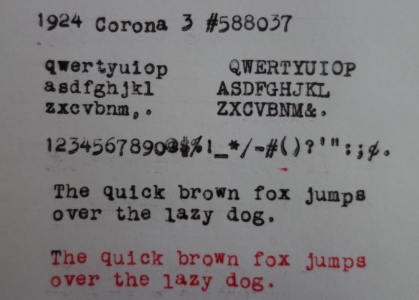 1924 Corona 3 #588037
qwertyuiop QWERTYUIOP
asdfghjkl ASDFGHJKL
zxcvbnm,. ZXCVBNM&.
1234567890@$%!_*/-#()?'":;¢.
The quick brown fox jumps
over the lazy dog.
The quick brown fox jumps
over the lazy dog.